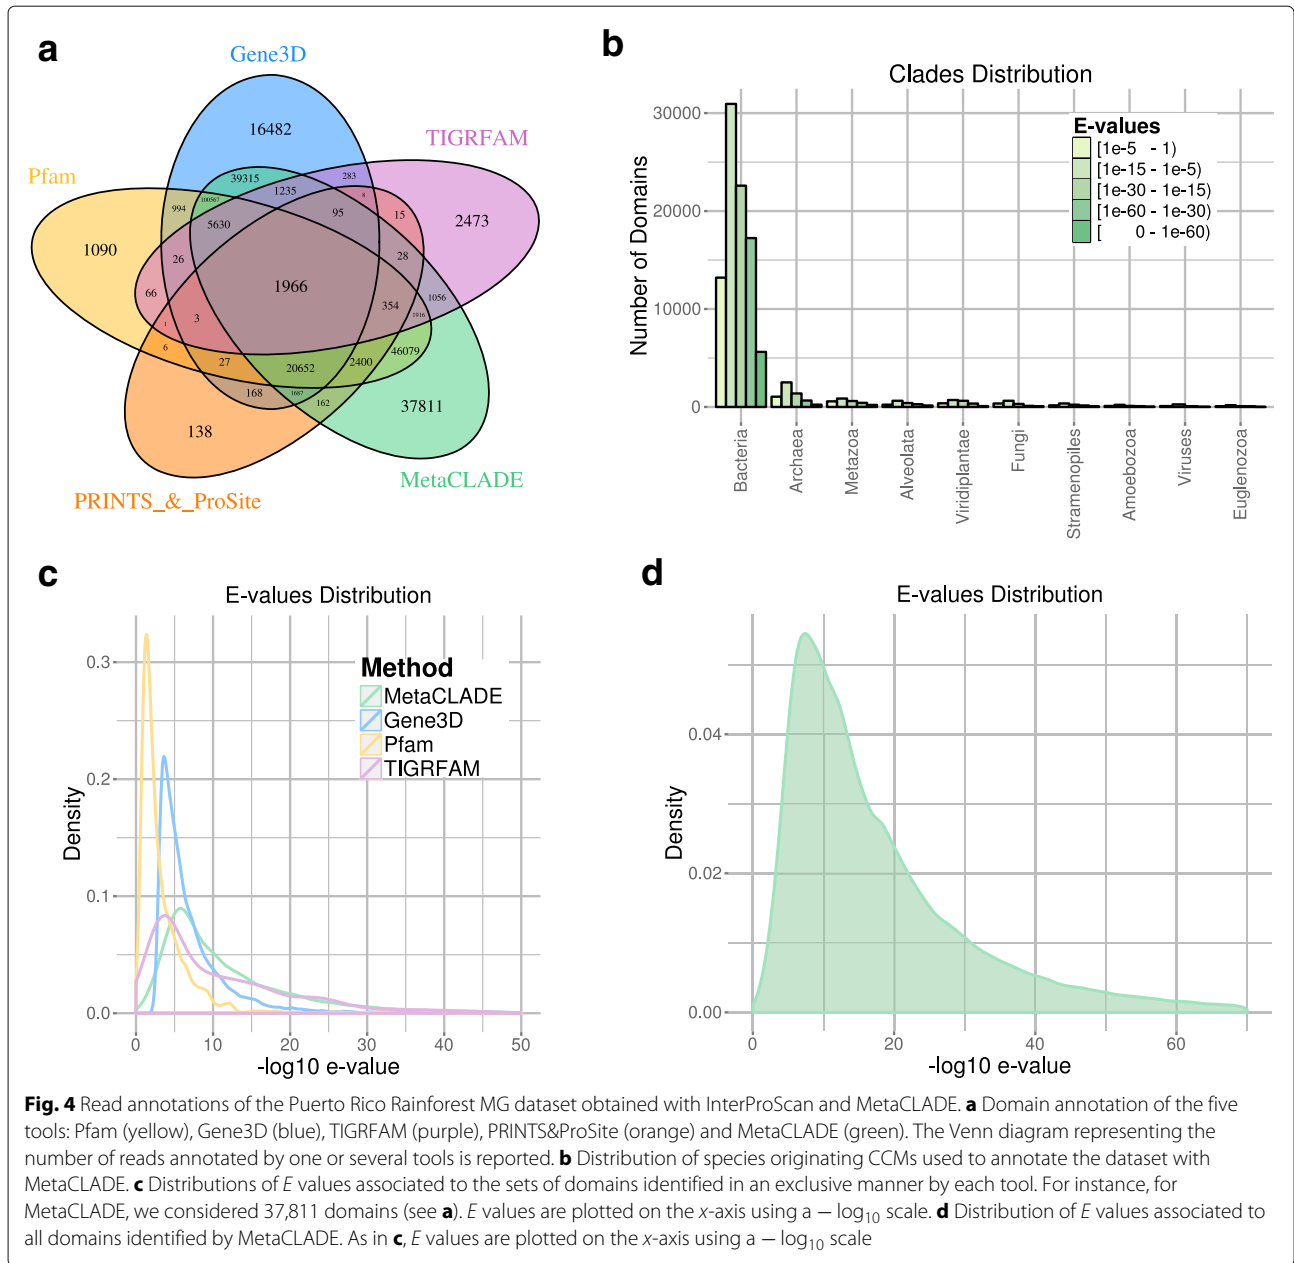 a
Gene3D
TIGRFAM
Pfam
MetaCLADE
PRINTS_&_ProSite
16482
39315
1235
283
8
15
2473
994
100567
5630
95
28
1090
26
1966
66
354
1056
1916
1
3
6
27
20652
2400
46079
168
1687
162
37811
138
b
Clades Distribution
Number of Domains
30000
20000
10000
0
E-values
[1e-5 - 1)
[1e-15 - 1e-5)
[1e-30 - 1e-15)
[1e-60 - 1e-30)
[ 0 - 1e-60)
Bacteria
Archaea
Metazoa
Alveolata
Viridiplantae
Fungi
Stramenopiles
Amoebozoa
Viruses
Euglenozoa
c
E-values Distribution
Density
0.3
0.2
0.1
0.0
Method
MetaCLADE
Gene3D
Pfam
TIGRFAM
0 10 20 30 40 50
-log10 e-value
d
E-values Distribution
Density
0.04
0.02
0.00
0 20 40 60
-log10 e-value
Fig. 4 Read annotations of the Puerto Rico Rainforest MG dataset obtained with InterProScan and MetaCLADE. a Domain annotation of the five
tools: Pfam (yellow), Gene3D (blue), TIGRFAM (purple), PRINTS&ProSite (orange) and MetaCLADE (green). The Venn diagram representing the
number of reads annotated by one or several tools is reported. b Distribution of species originating CCMs used to annotate the dataset with
MetaCLADE. c Distributions of E values associated to the sets of domains identified in an exclusive manner by each tool. For instance, for
MetaCLADE, we considered 37,811 domains (see a). E values are plotted on the x-axis using a − log10 scale. d Distribution of E values associated to
all domains identified by MetaCLADE. As in c, E values are plotted on the x-axis using a − log10 scale